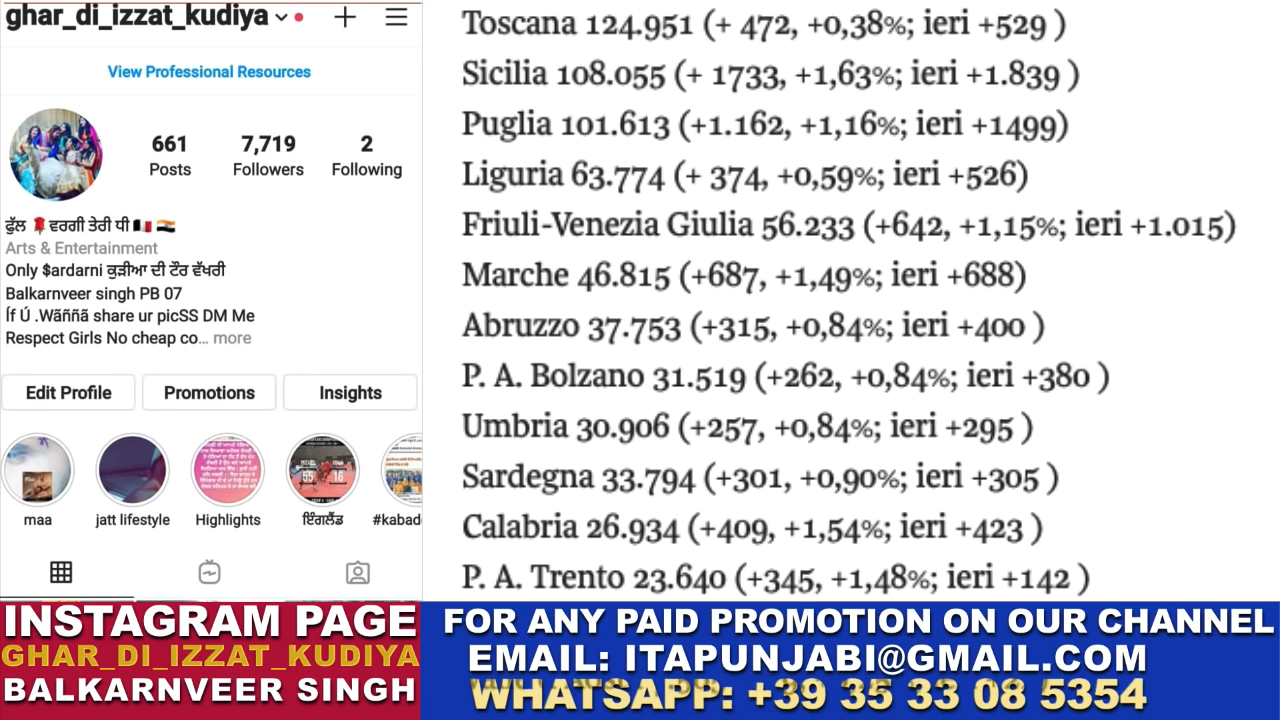 ghar_di_izzat_kudiya
View Professional Resources
661
Posts
7,719
Followers
2
Following
ਫੁੱਲ 🌹ਵਰਗੀ ਤੇਰੀ ਧੀ
Arts & Entertainment
Only $ardarni ਕੁੜੀਆ ਦੀ ਟੌਰ ਵੱਖਰੀ
Balkarnveer singh PB 07
Íf Ú .Wãññã share ur picSS DM Me
Respect Girls No cheap co... more
Edit Profile
Promotions
Insights
maa
jatt lifestyle
Highlights
ਇੰਗਲੈਂਡ
#kabad
Toscana 124.951 (+ 472, +0,38%; ieri +529 )
Sicilia 108.055 (+ 1733, +1,63%; ieri +1.839 )
Puglia 101.613 (+1.162, +1,16%; ieri +1499)
Liguria 63.774 (+ 374, +0,59%; ieri +526)
Friuli-Venezia Giulia 56.233 (+642, +1,15%; ieri +1.015)
Marche 46.815 (+687, +1,49%; ieri +688)
Abruzzo 37.753 (+315, +0,84%; ieri +400 )
P. A. Bolzano 31.519 (+262, +0,84%; ieri +380 )
Umbria 30.906 (+257, +0,84%; ieri +295 )
Sardegna 33.794 (+301, +0,90%; ieri +305 )
Calabria 26.934 (+409, +1,54%; ieri +423 )
P. A. Trento 23.640 (+345, +1,48%; ieri +142 )
INSTAGRAM PAGE
GHAR_DI_IZZAT_KUDIYA
BALKARNVEER SINGH
FOR ANY PAID PROMOTION ON OUR CHANNEL
EMAIL: ITAPUNJABI@GMAIL.COM
WHATSAPP: +39 35 33 08 5354